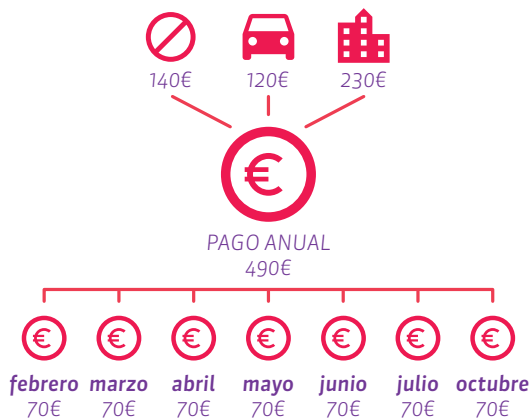 140€ 120€ 230€
€
PAGO ANUAL
490€
€ € € € € € €
febrero marzo abril mayo junio julio octubre
70€ 70€ 70€ 70€ 70€ 70€ 70€